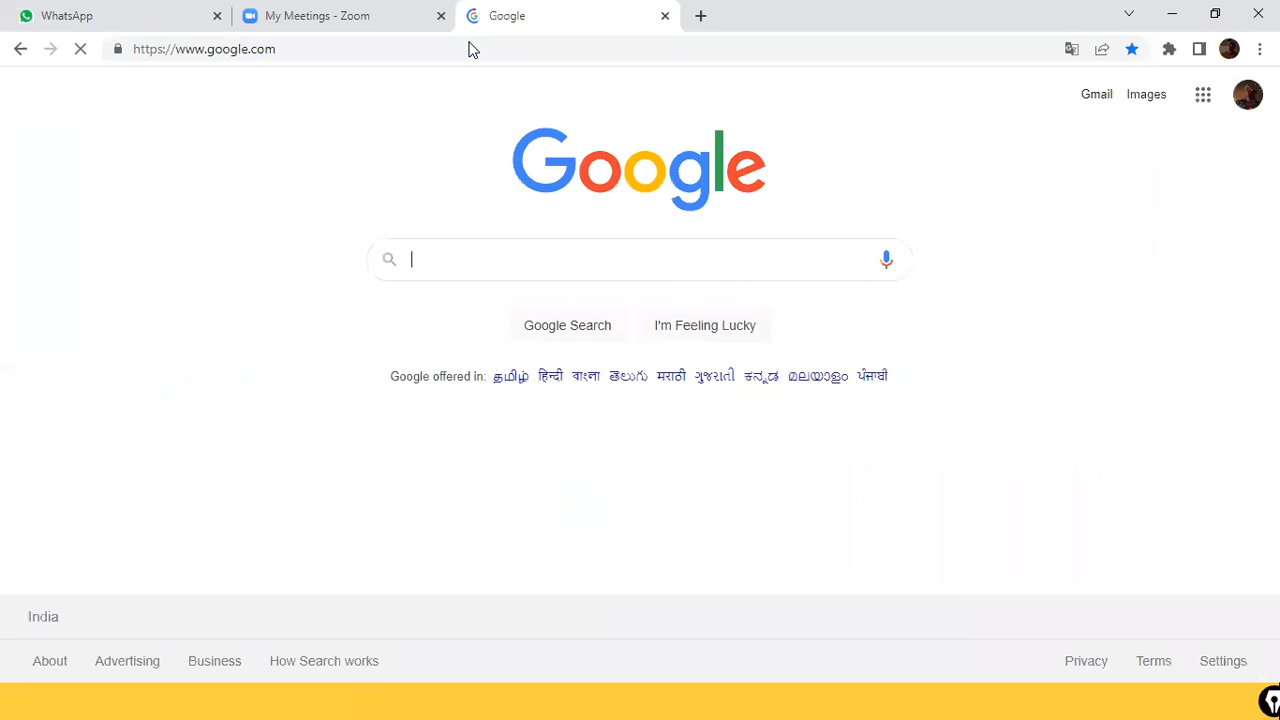 WhatsApp
My Meetings - Zoom
Google
https://www.google.com
Gmail Images
Google
Google Search I'm Feeling Lucky
Google offered in: தமிழ் हिन्दी বাংলা తెలుగు मराठी ગુજરાતી ಕನ್ನಡ മലയാളം ਪੰਜਾਬੀ
India
About Advertising Business How Search works Privacy Terms Settings